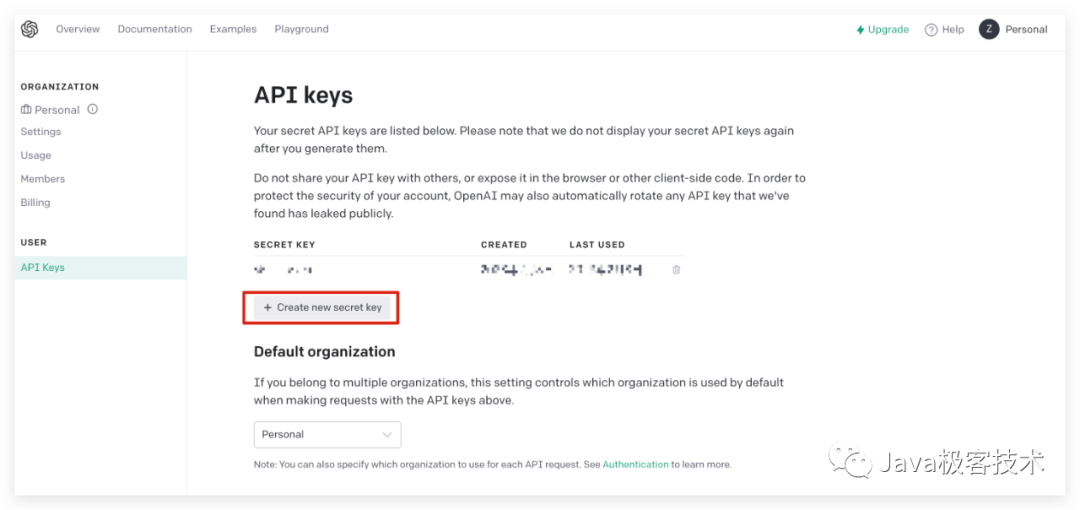 Overview Documentation Examples Playground Upgrade Help Z Personal
ORGANIZATION
Personal
Settings
Usage
Members
Billing
USER
API Keys
API keys
Your secret API keys are listed below. Please note that we do not display your secret API keys again
after you generate them.
Do not share your API key with others, or expose it in the browser or other client-side code. In order to
protect the security of your account, OpenAI may also automatically rotate any API key that we've
found has leaked publicly.
SECRET KEY CREATED LAST USED
+ Create new secret key
Default organization
If you belong to multiple organizations, this setting controls which organization is used by default
when making requests with the API keys above.
Personal
Note: You can also specify which organization to use for each API request. See Authentication to learn more.
Java极客技术